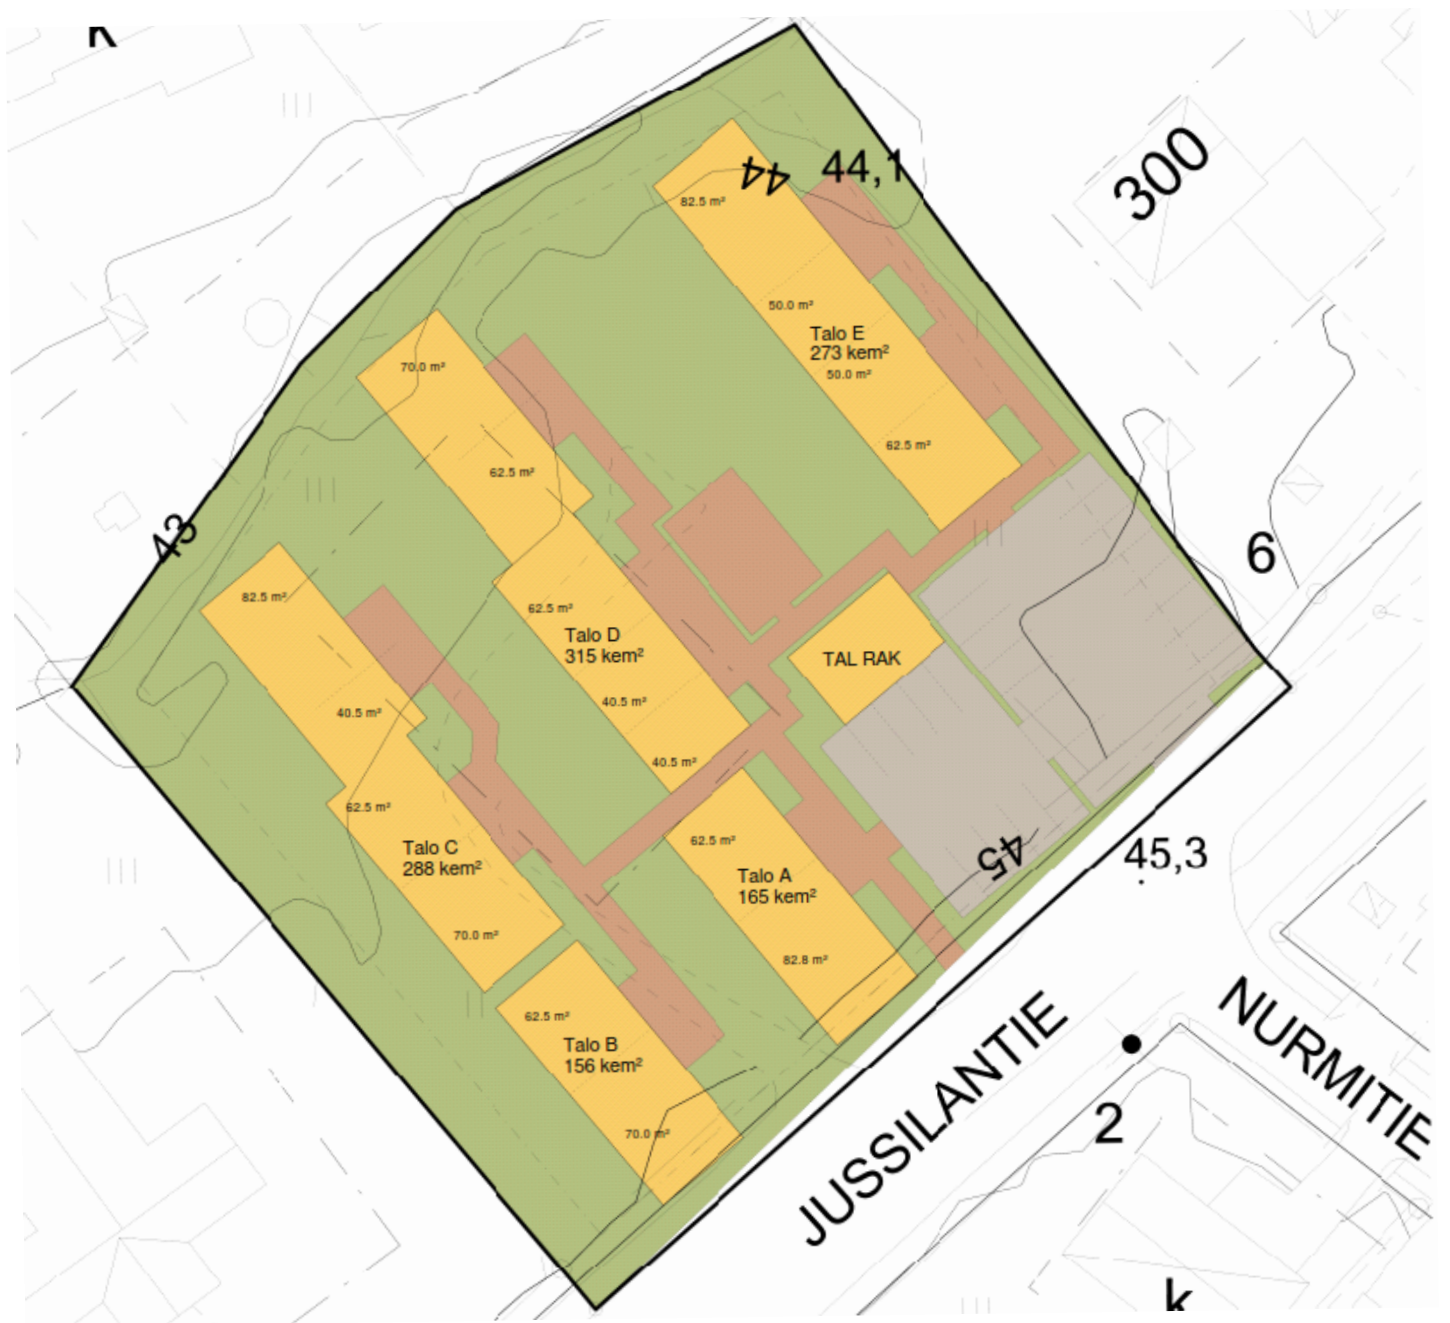 k
44
44,1
300
82.5 m²
50.0 m²
Talo E
273 kem²
50.0 m²
62.5 m²
70.0 m²
62.5 m²
43
6
82.5 m²
62.5 m²
Talo D
315 kem²
TAL RAK
40.5 m²
40.5 m²
40.5 m²
62.5 m²
Talo C
288 kem²
70.0 m²
62.5 m²
Talo A
165 kem²
82.8 m²
45
45,3
62.5 m²
Talo B
156 kem²
70.0 m²
JUSSILANTIE
NURMITIE
2
k